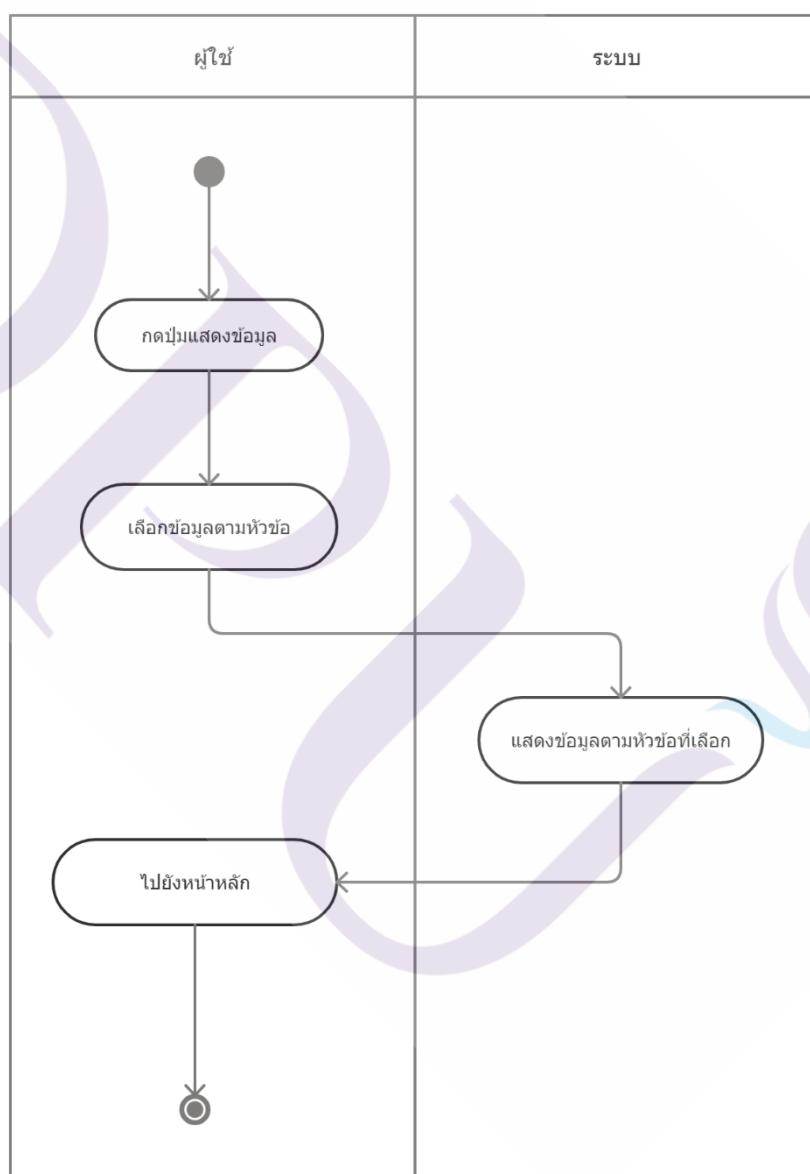 ผู้ใช้
ระบบ
กดปุ่มแสดงข้อมูล
เลือกข้อมูลตามหัวข้อ
แสดงข้อมูลตามหัวข้อที่เลือก
ไปยังหน้าหลัก